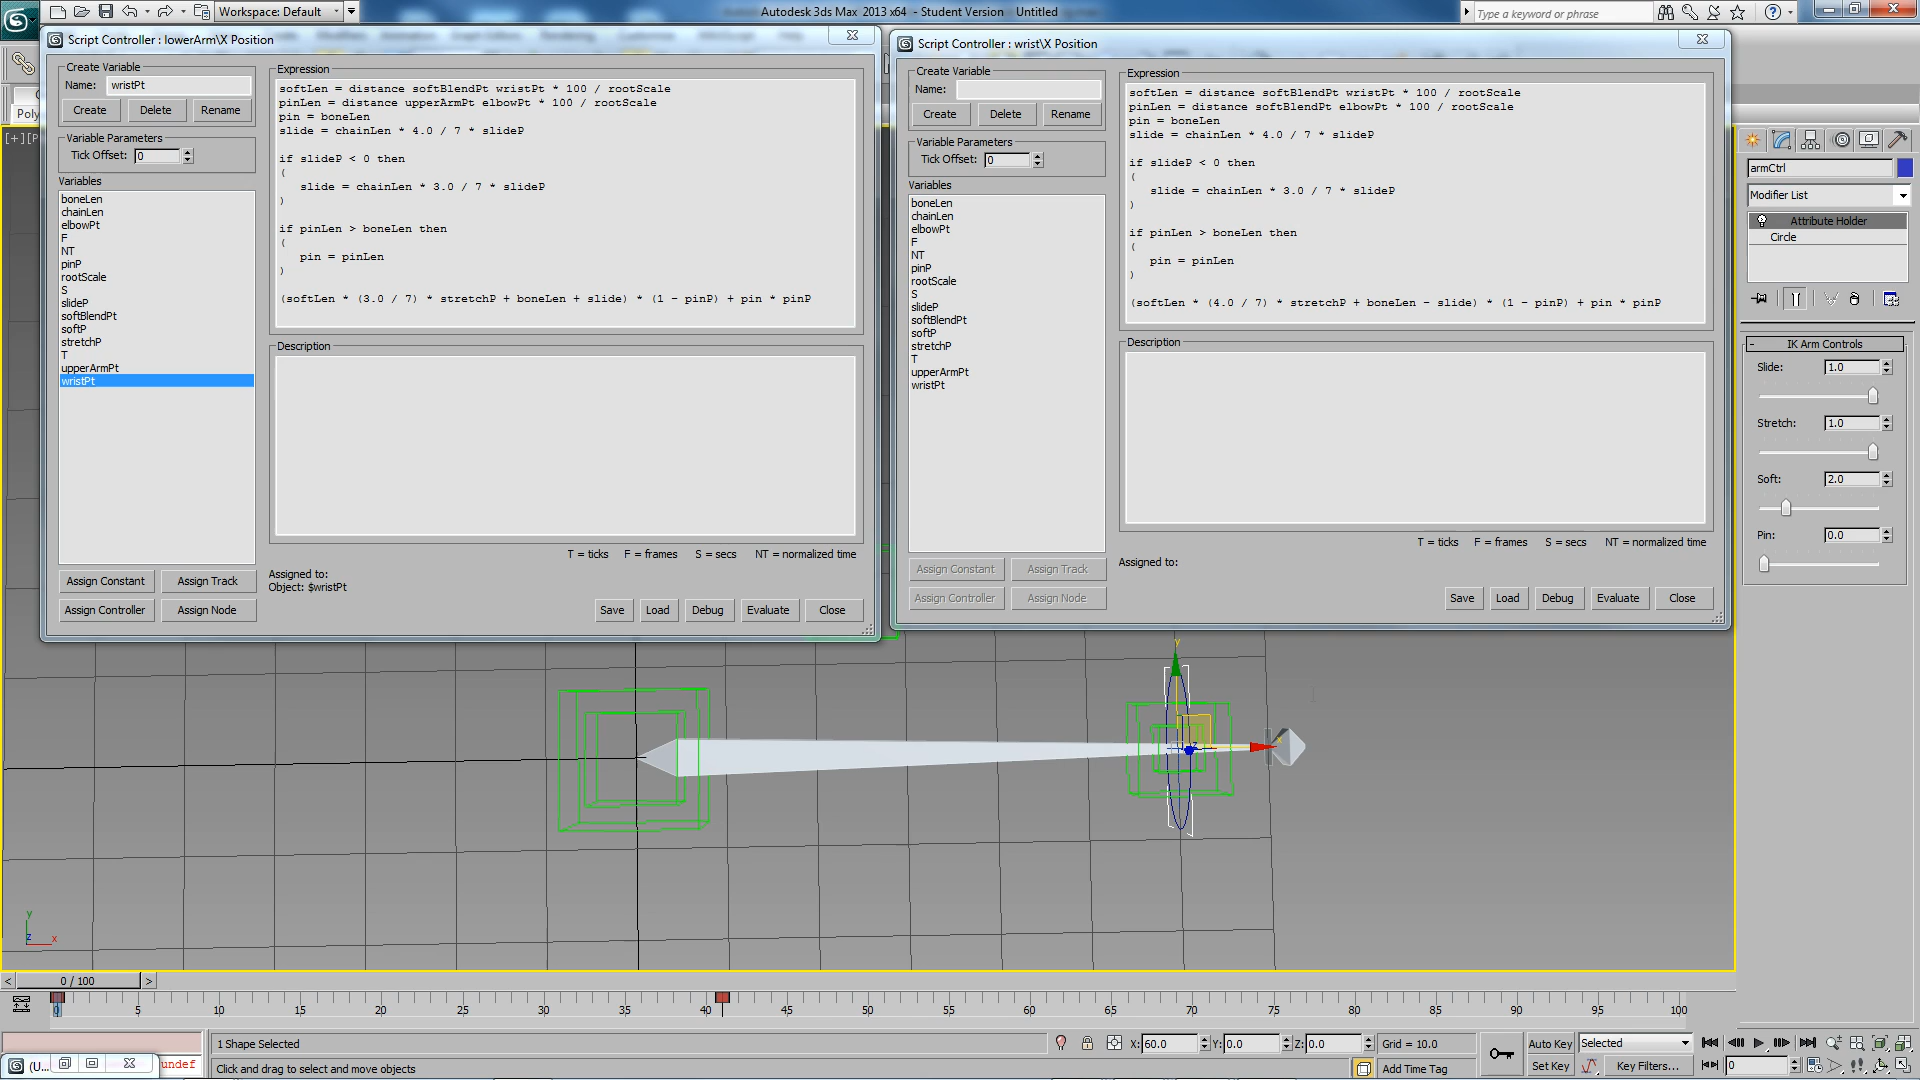 Workspace: Default
Autodesk 3ds Max 2013 x64 - Student Version Untitled
Type a keyword or phrase
Script Controller : lowerArm\X Position
Create Variable
Name: wristPt
Create Delete Rename
Variable Parameters
Tick Offset: 0
Variables
boneLen
chainLen
elbowPt
F
NT
pinP
rootScale
S
slideP
softBlendPt
softP
stretchP
T
upperArmPt
wristPt
Assign Constant Assign Track
Assign Controller Assign Node
Expression
softLen = distance softBlendPt wristPt * 100 / rootScale
pinLen = distance upperArmPt elbowPt * 100 / rootScale
pin = boneLen
slide = chainLen * 4.0 / 7 * slideP
if slideP < 0 then
(
slide = chainLen * 3.0 / 7 * slideP
)
if pinLen > boneLen then
(
pin = pinLen
)
(softLen * (3.0 / 7) * stretchP + boneLen + slide) * (1 - pinP) + pin * pinP
Description
T = ticks F = frames S = secs NT = normalized time
Assigned to:
Object: $wristPt
Save Load Debug Evaluate Close
Script Controller : wrist\X Position
Create Variable
Name:
Create Delete Rename
Variable Parameters
Tick Offset: 0
Variables
boneLen
chainLen
elbowPt
F
NT
pinP
rootScale
S
slideP
softBlendPt
softP
stretchP
T
upperArmPt
wristPt
Assign Constant Assign Track
Assign Controller Assign Node
Expression
softLen = distance softBlendPt wristPt * 100 / rootScale
pinLen = distance softBlendPt elbowPt * 100 / rootScale
pin = boneLen
slide = chainLen * 4.0 / 7 * slideP
if slideP < 0 then
(
slide = chainLen * 3.0 / 7 * slideP
)
if pinLen > boneLen then
(
pin = pinLen
)
(softLen * (4.0 / 7) * stretchP + boneLen - slide) * (1 - pinP) + pin * pinP
Description
T = ticks F = frames S = secs NT = normalized time
Assigned to:
Save Load Debug Evaluate Close
Poly
[+][P
armCtrl
Modifier List
Attribute Holder
Circle
- IK Arm Controls
Slide: 1.0
Stretch: 1.0
Soft: 2.0
Pin: 0.0
y
x
z
y
z
x
< 0 / 100 >
0 5 10 15 20 25 30 35 40 45 50 55 60 65 70 75 80 85 90 95 100
1 Shape Selected
X: 60.0 Y: 0.0 Z: 0.0
Grid = 10.0
Auto Key Selected
(U...
undef
Click and drag to select and move objects
Add Time Tag
Set Key Key Filters...
0